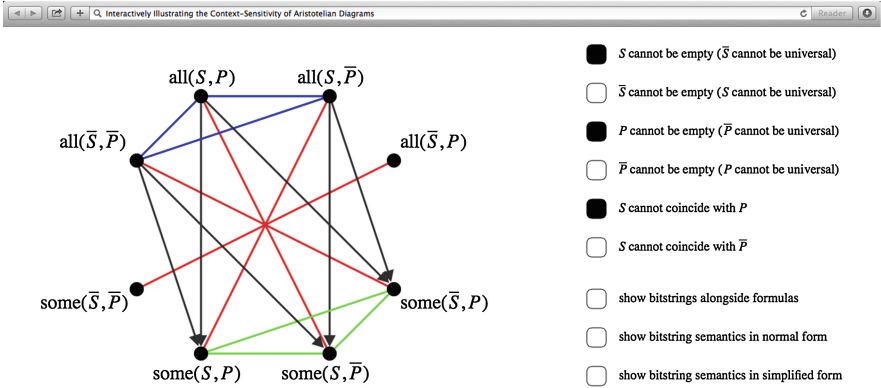 Interactively Illustrating the Context-Sensitivity of Aristotelian Diagrams
Reader
all(S, P)
all(S, P̅)
all(S̅, P̅)
all(S̅, P)
some(S̅, P̅)
some(S̅, P)
some(S, P)
some(S, P̅)
S cannot be empty (S̅ cannot be universal)
S̅ cannot be empty (S cannot be universal)
P cannot be empty (P̅ cannot be universal)
P̅ cannot be empty (P cannot be universal)
S cannot coincide with P
S cannot coincide with P̅
show bitstrings alongside formulas
show bitstring semantics in normal form
show bitstring semantics in simplified form